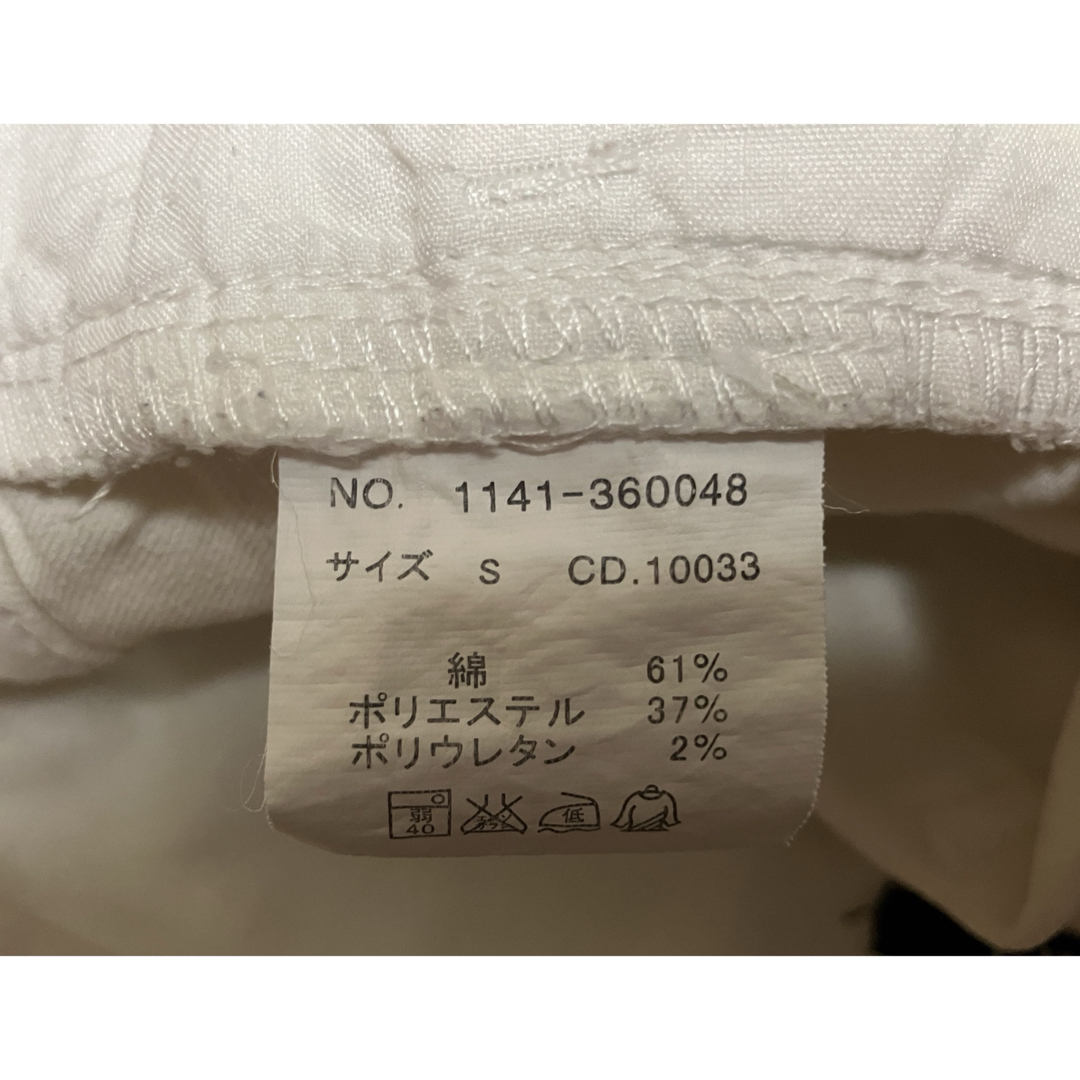 NO. 1141-360048
サイズ S CD.10033
綿 61%
ポリエステル 37%
ポリウレタン 2%
弱 40 低